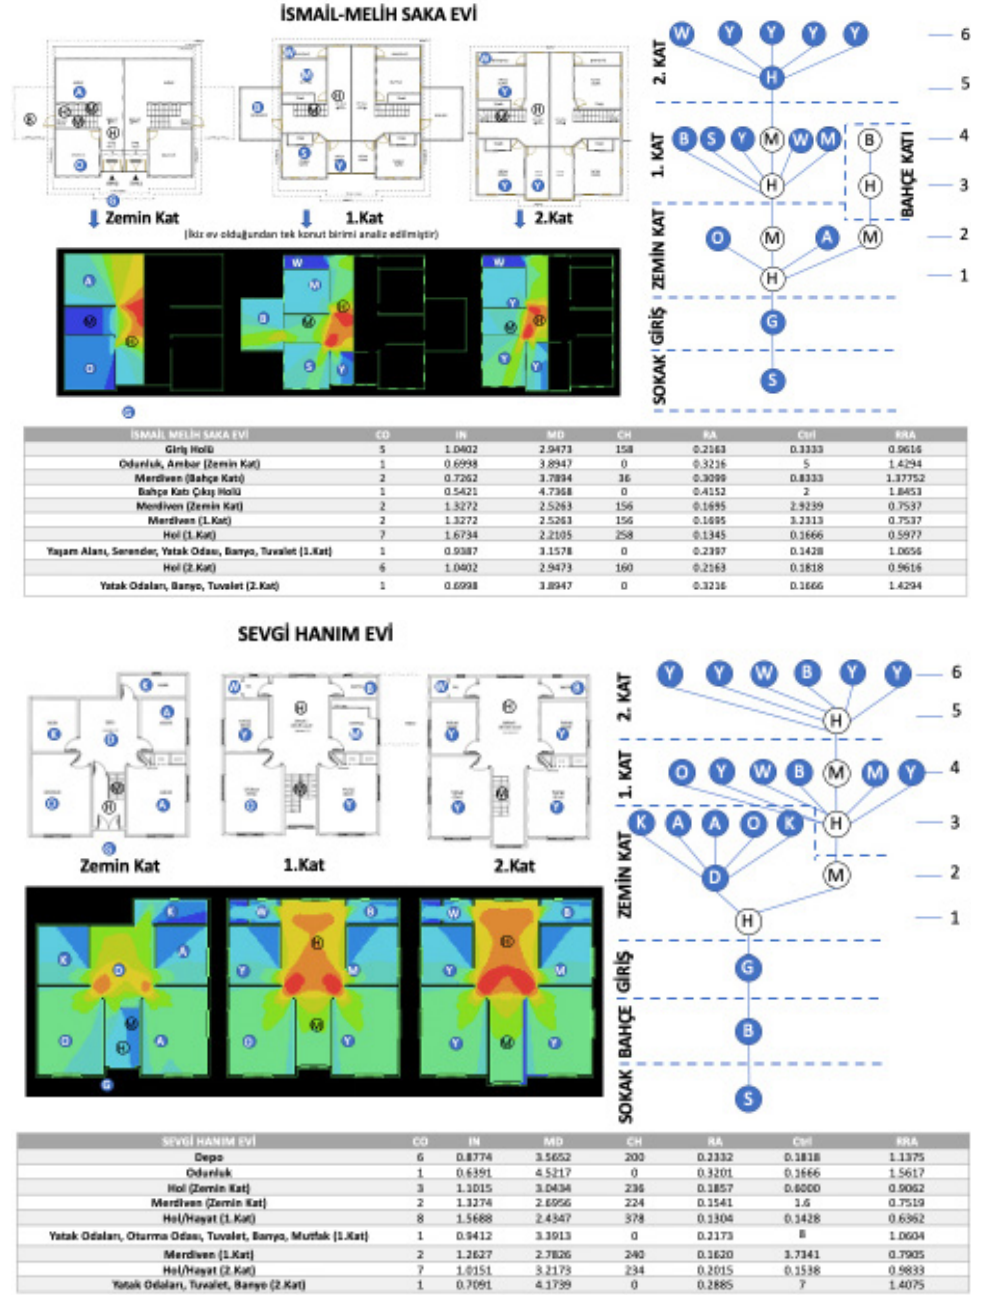 İSMAİL-MELİH SAKA EVİ
Zemin Kat
1.Kat
2.Kat
(İkiz ev olduğundan tek konut birimi analiz edilmiştir)
2. KAT
W Y Y Y Y
6
H
5
1. KAT
B S Y M W M
B
4
H
H
3
BAHÇE KATI
ZEMİN KAT
O M A M
2
H
1
GİRİŞ
G
SOKAK
S
İSMAİL MELİH SAKA EVİ CO IN MD CH RA Ctrl RRA
Giriş Holü 5 1.0402 2.9473 158 0.2163 0.3333 0.9616
Odunluk, Ambar (Zemin Kat) 1 0.6998 3.8947 0 0.3216 5 1.4294
Merdiven (Bahçe Katı) 2 0.7262 3.7894 36 0.3099 0.8333 1.37752
Bahçe Katı Çıkış Holü 1 0.5421 4.7368 0 0.4152 2 1.8453
Merdiven (Zemin Kat) 2 1.3272 2.5263 156 0.1695 2.9239 0.7537
Merdiven (1.Kat) 2 1.3272 2.5263 156 0.1695 3.2313 0.7537
Hol (1.Kat) 7 1.6734 2.2105 258 0.1345 0.1666 0.5977
Yaşam Alanı, Serender, Yatak Odası, Banyo, Tuvalet (1.Kat) 1 0.9387 3.1578 0 0.2397 0.1428 1.0656
Hol (2.Kat) 6 1.0402 2.9473 160 0.2163 0.1818 0.9616
Yatak Odaları, Banyo, Tuvalet (2.Kat) 1 0.6998 3.8947 0 0.3216 0.1666 1.4294
SEVGİ HANIM EVİ
Zemin Kat
1.Kat
2.Kat
2. KAT
Y Y W B Y Y
6
H
5
1. KAT
O Y W B M M Y
4
ZEMİN KAT
K A A O K H
3
D M
2
H
1
GİRİŞ
G
BAHÇE
B
SOKAK
S
SEVGİ HANIM EVİ CO IN MD CH RA Ctrl RRA
Depo 6 0.8774 3.5652 200 0.2332 0.1818 1.1375
Odunluk 1 0.6391 4.5217 0 0.3201 0.1666 1.5617
Hol (Zemin Kat) 3 1.1015 3.0434 236 0.1857 0.6000 0.9062
Merdiven (Zemin Kat) 2 1.3274 2.6956 224 0.1541 1.6 0.7519
Hol/Hayat (1.Kat) 8 1.5688 2.4347 378 0.1304 0.1428 0.6362
Yatak Odaları, Oturma Odası, Tuvalet, Banyo, Mutfak (1.Kat) 1 0.9412 3.3913 0 0.2173 8 1.0604
Merdiven (1.Kat) 2 1.2627 2.7826 240 0.1620 3.7341 0.7905
Hol/Hayat (2.Kat) 7 1.0151 3.2173 234 0.2015 0.1538 0.9833
Yatak Odaları, Tuvalet, Banyo (2.Kat) 1 0.7091 4.1739 0 0.2885 7 1.4075